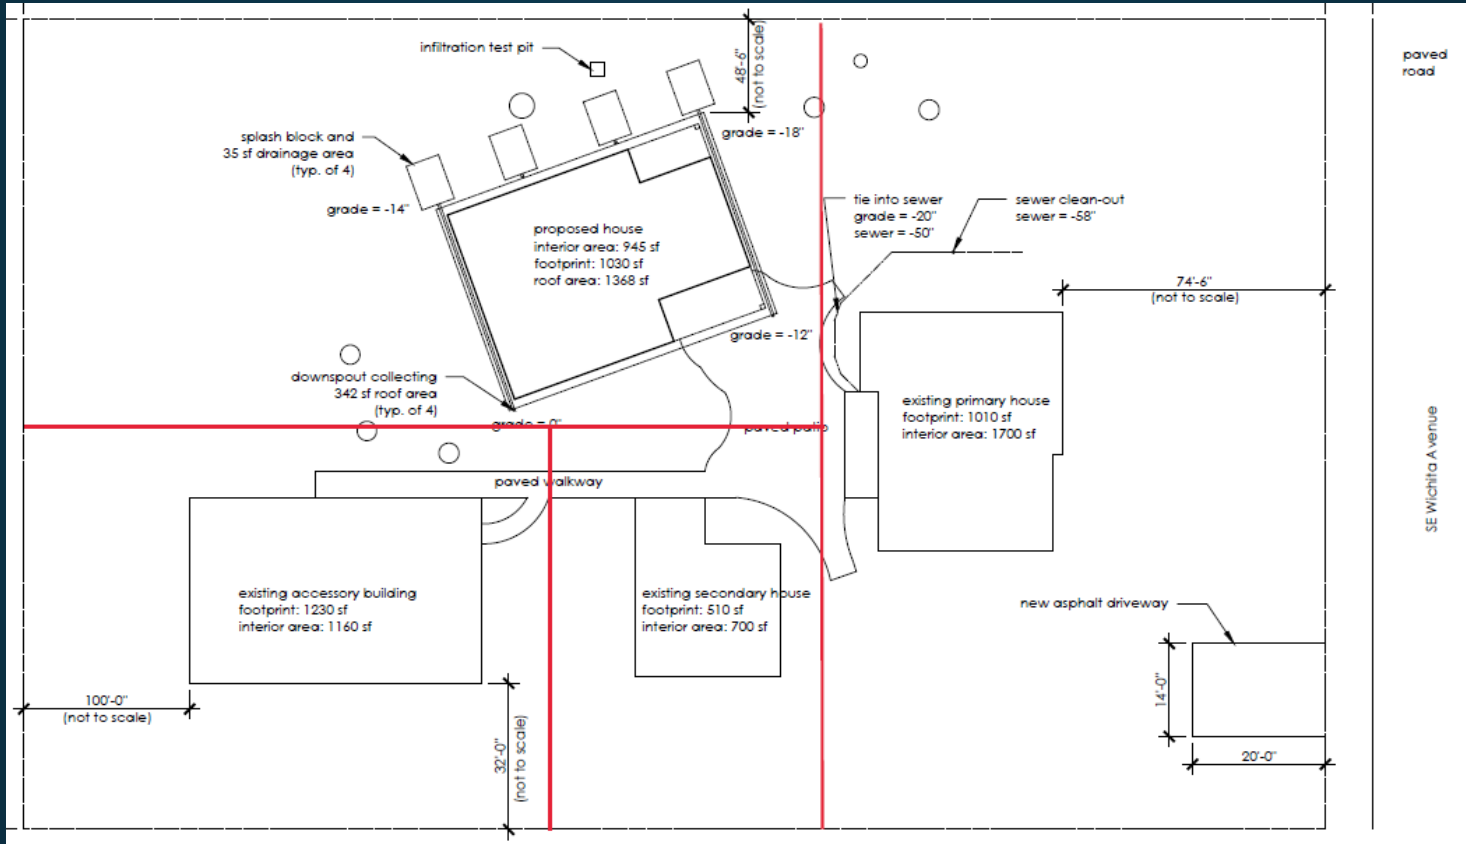 infiltration test pit
48'-6"
(not to scale)
paved
road
splash block and
35 sf drainage area
(typ. of 4)
grade = -18"
grade = -14"
tie into sewer
grade = -20"
sewer = -50"
sewer clean-out
sewer = -58"
proposed house
interior area: 945 sf
footprint: 1030 sf
roof area: 1368 sf
74'-6"
(not to scale)
grade = -12"
downspout collecting
342 sf roof area
(typ. of 4)
grade = 0"
paved patio
existing primary house
footprint: 1010 sf
interior area: 1700 sf
SE Wichita Avenue
paved walkway
existing accessory building
footprint: 1230 sf
interior area: 1160 sf
existing secondary house
footprint: 510 sf
interior area: 700 sf
new asphalt driveway
100'-0"
(not to scale)
32'-0"
(not to scale)
14'-0"
20'-0"